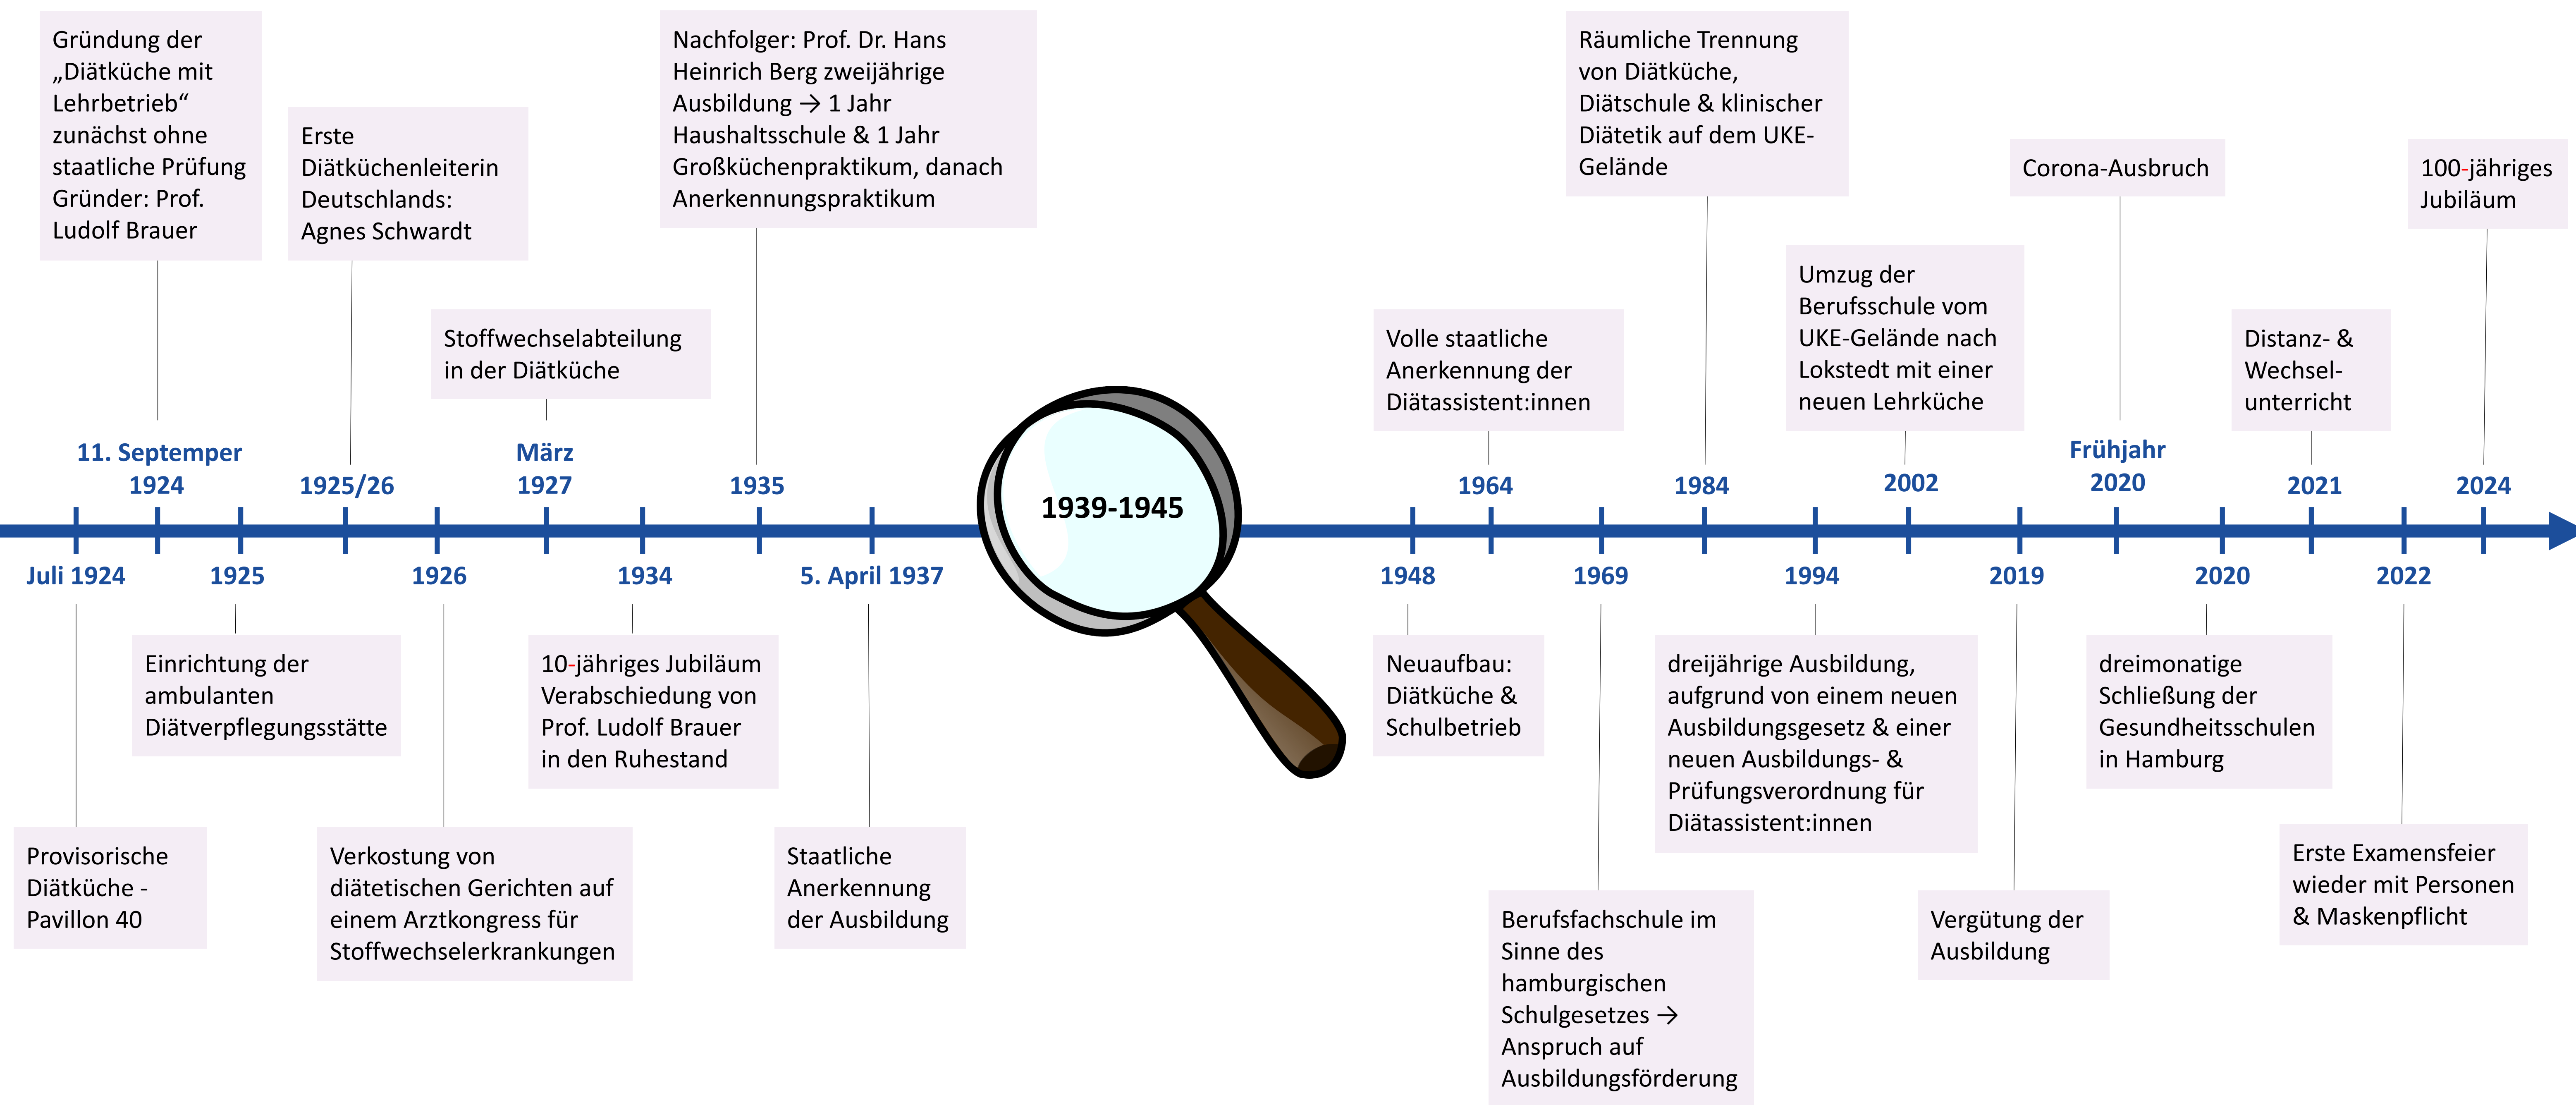 Gründung der
„Diätküche mit
Lehrbetrieb“
zunächst ohne
staatliche Prüfung
Gründer: Prof.
Ludolf Brauer
Erste
Diätküchenleiterin
Deutschlands:
Agnes Schwardt
Stoffwechselabteilung
in der Diätküche
Nachfolger: Prof. Dr. Hans
Heinrich Berg zweijährige
Ausbildung → 1 Jahr
Haushaltsschule & 1 Jahr
Großküchenpraktikum, danach
Anerkennungspraktikum
Volle staatliche
Anerkennung der
Diätassistent:innen
Räumliche Trennung
von Diätküche,
Diätschule & klinischer
Diätetik auf dem UKE-
Gelände
Umzug der
Berufsschule vom
UKE-Gelände nach
Lokstedt mit einer
neuen Lehrküche
Corona-Ausbruch
Distanz- &
Wechsel-
unterricht
100-jähriges
Jubiläum
11. Septemper
1924
1925/26
März
1927
1935
1939-1945
1964
1984
2002
Frühjahr
2020
2021
2024
Juli 1924
1925
1926
1934
5. April 1937
1948
1969
1994
2019
2020
2022
Provisorische
Diätküche -
Pavillon 40
Einrichtung der
ambulanten
Diätverpflegungsstätte
Verkostung von
diätetischen Gerichten auf
einem Arztkongress für
Stoffwechselerkrankungen
10-jähriges Jubiläum
Verabschiedung von
Prof. Ludolf Brauer
in den Ruhestand
Staatliche
Anerkennung
der Ausbildung
Neuaufbau:
Diätküche &
Schulbetrieb
Berufsfachschule im
Sinne des
hamburgischen
Schulgesetzes →
Anspruch auf
Ausbildungsförderung
dreijährige Ausbildung,
aufgrund von einem neuen
Ausbildungsgesetz & einer
neuen Ausbildungs- &
Prüfungsverordnung für
Diätassistent:innen
Vergütung der
Ausbildung
dreimonatige
Schließung der
Gesundheitsschulen
in Hamburg
Erste Examensfeier
wieder mit Personen
& Maskenpflicht